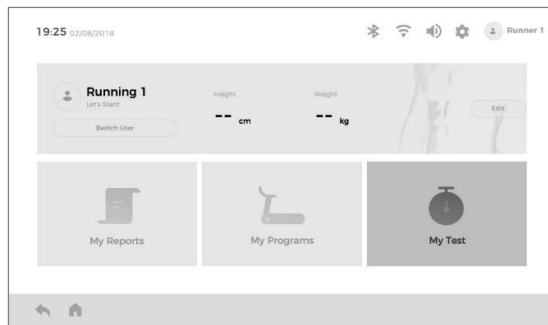 19:25 02/08/2019
Runner 1
Running 1
Let's Start!
Switch User
Height
-- cm
Weight
-- kg
Edit
My Reports
My Programs
My Test